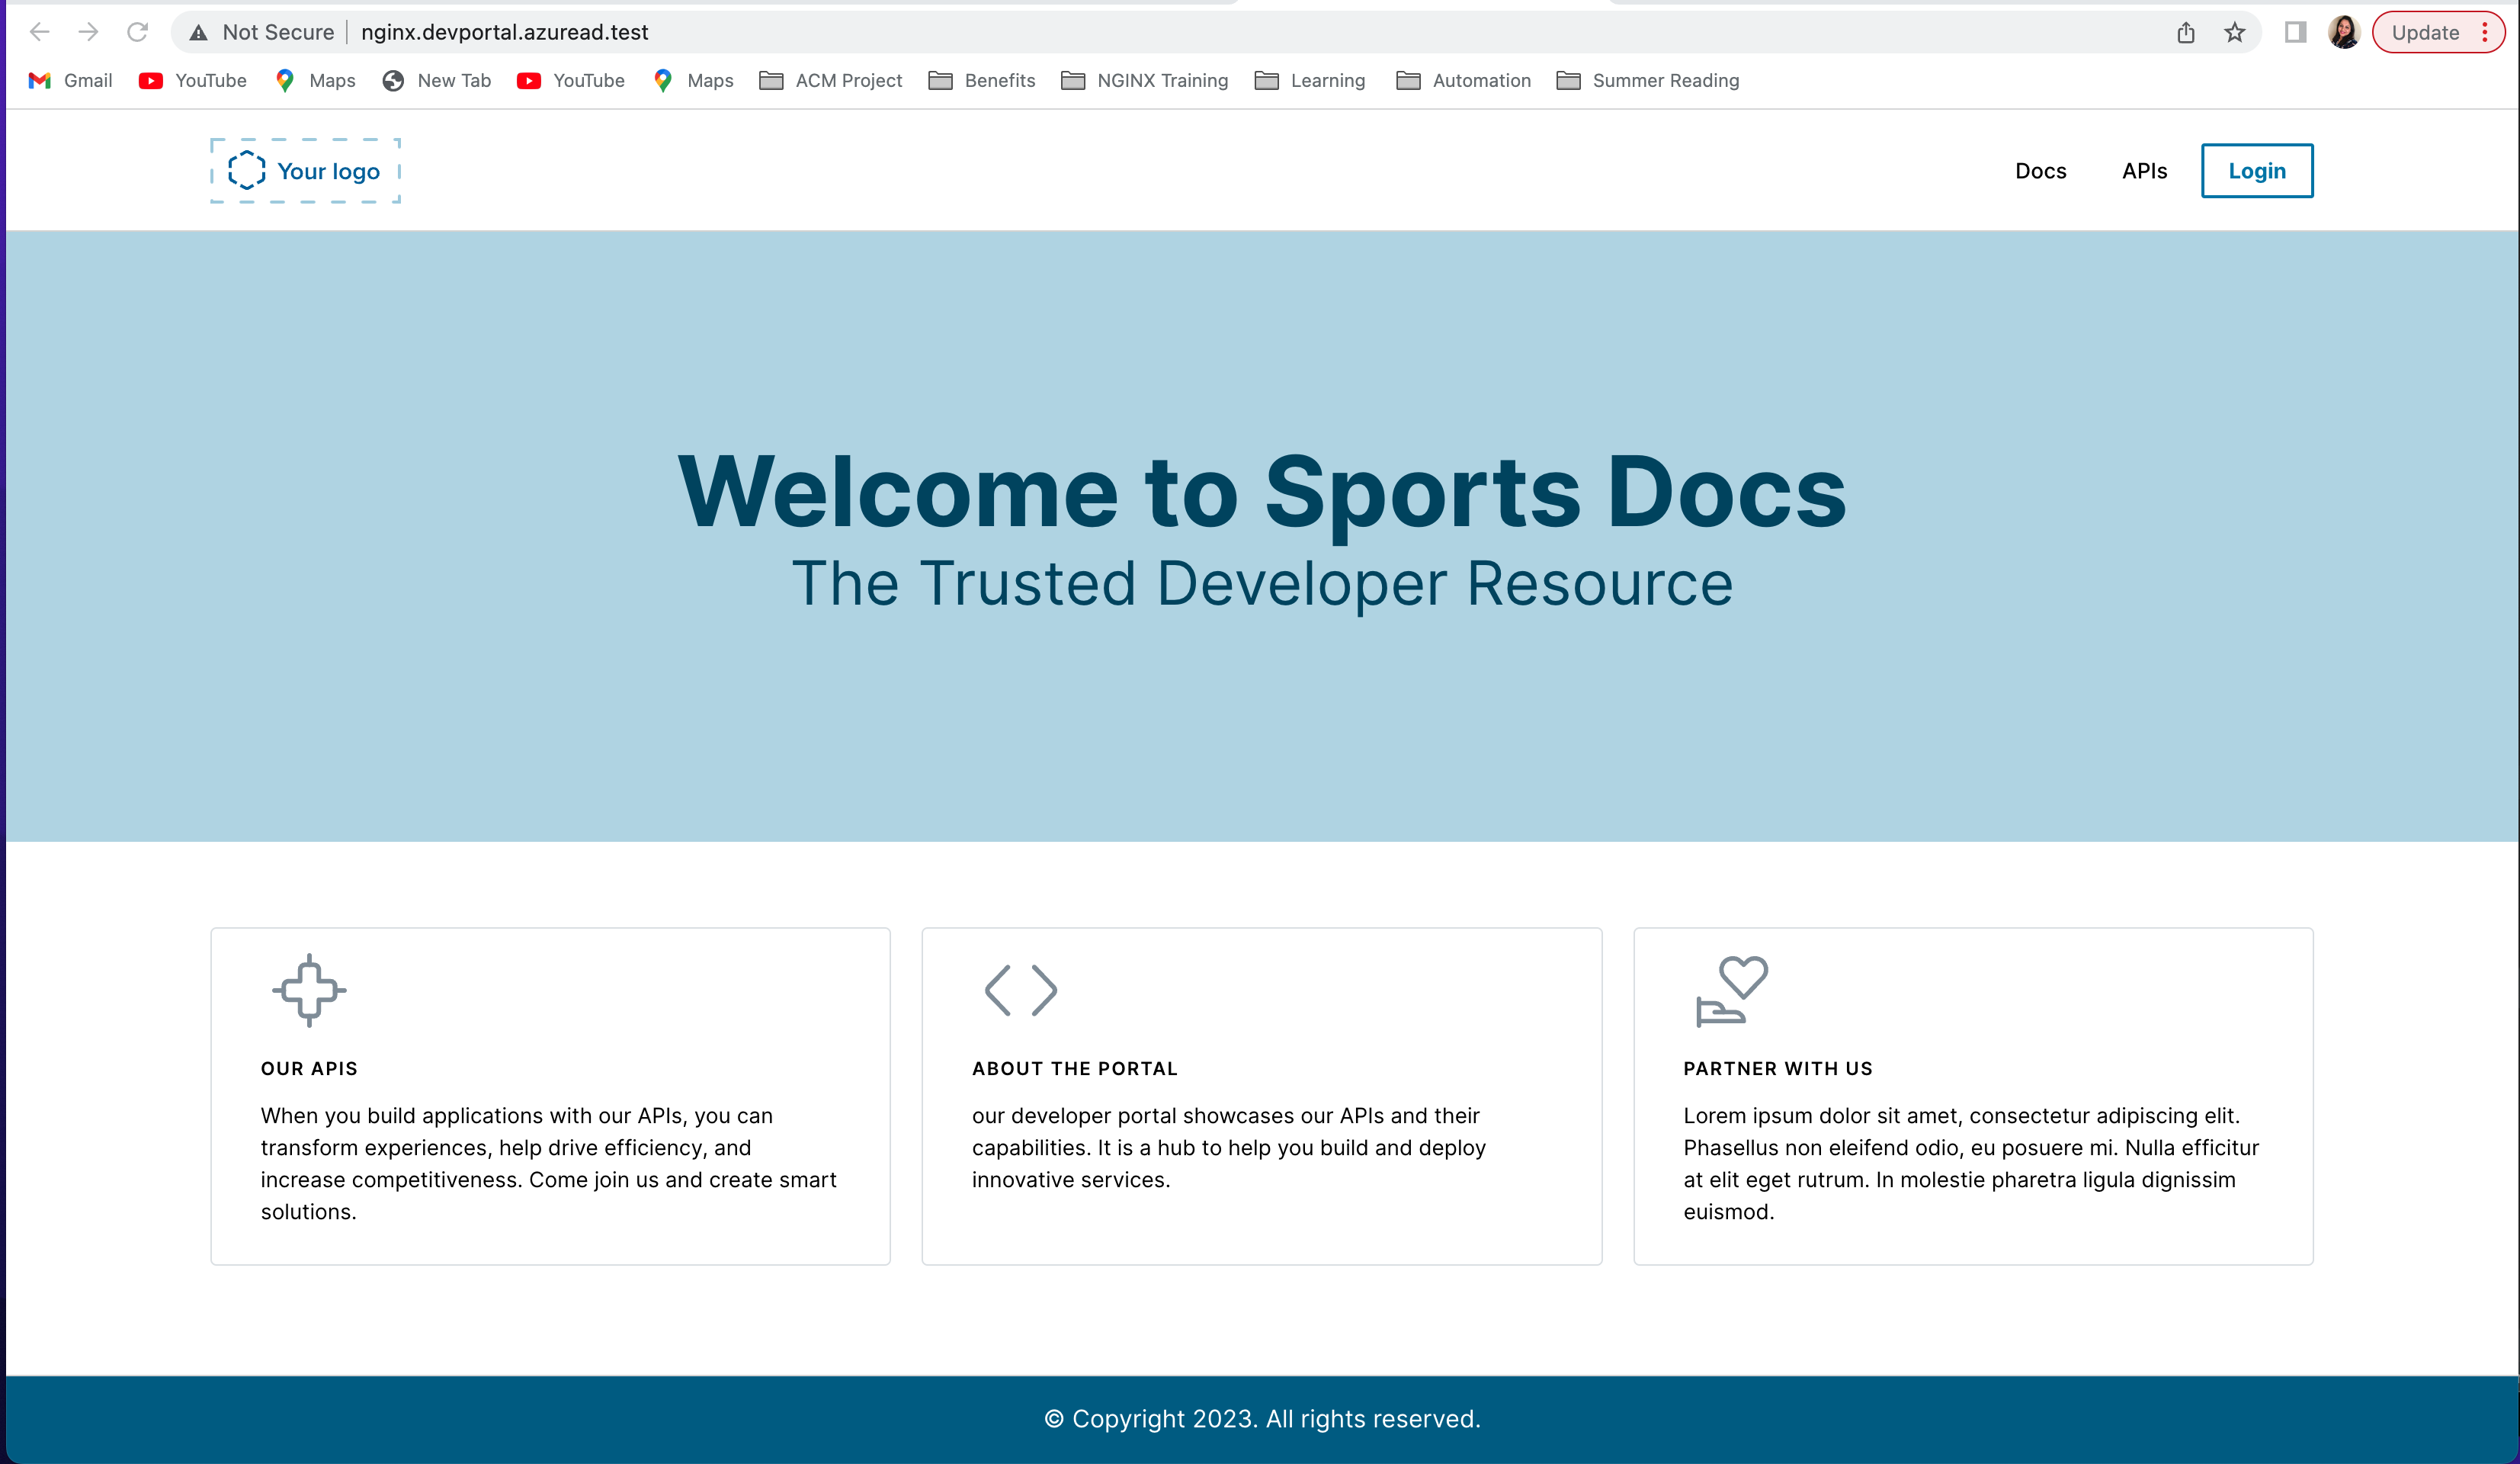 Not Secure | nginx.devportal.azuread.test
Update
Gmail YouTube Maps New Tab YouTube Maps ACM Project Benefits NGINX Training Learning Automation Summer Reading
Your logo
Docs APIs Login
Welcome to Sports Docs
The Trusted Developer Resource
OUR APIS
When you build applications with our APIs, you can
transform experiences, help drive efficiency, and
increase competitiveness. Come join us and create smart
solutions.
ABOUT THE PORTAL
our developer portal showcases our APIs and their
capabilities. It is a hub to help you build and deploy
innovative services.
PARTNER WITH US
Lorem ipsum dolor sit amet, consectetur adipiscing elit.
Phasellus non eleifend odio, eu posuere mi. Nulla efficitur
at elit eget rutrum. In molestie pharetra ligula dignissim
euismod.
© Copyright 2023. All rights reserved.